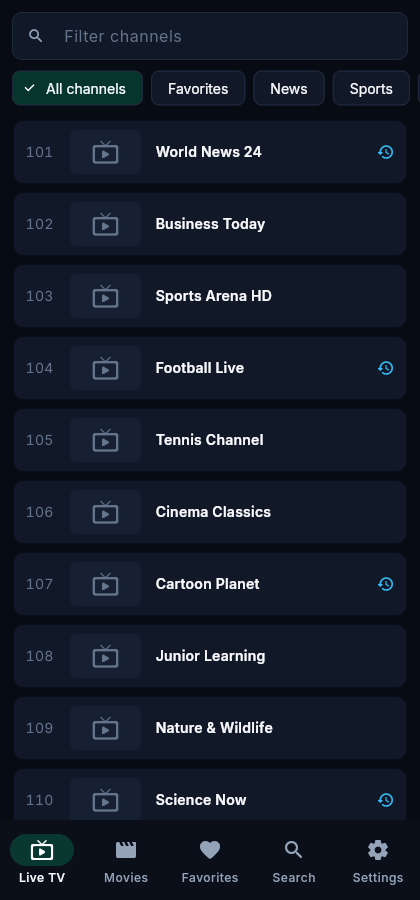 Filter channels
All channels Favorites News Sports
101 World News 24
102 Business Today
103 Sports Arena HD
104 Football Live
105 Tennis Channel
106 Cinema Classics
107 Cartoon Planet
108 Junior Learning
109 Nature & Wildlife
110 Science Now
Live TV Movies Favorites Search Settings